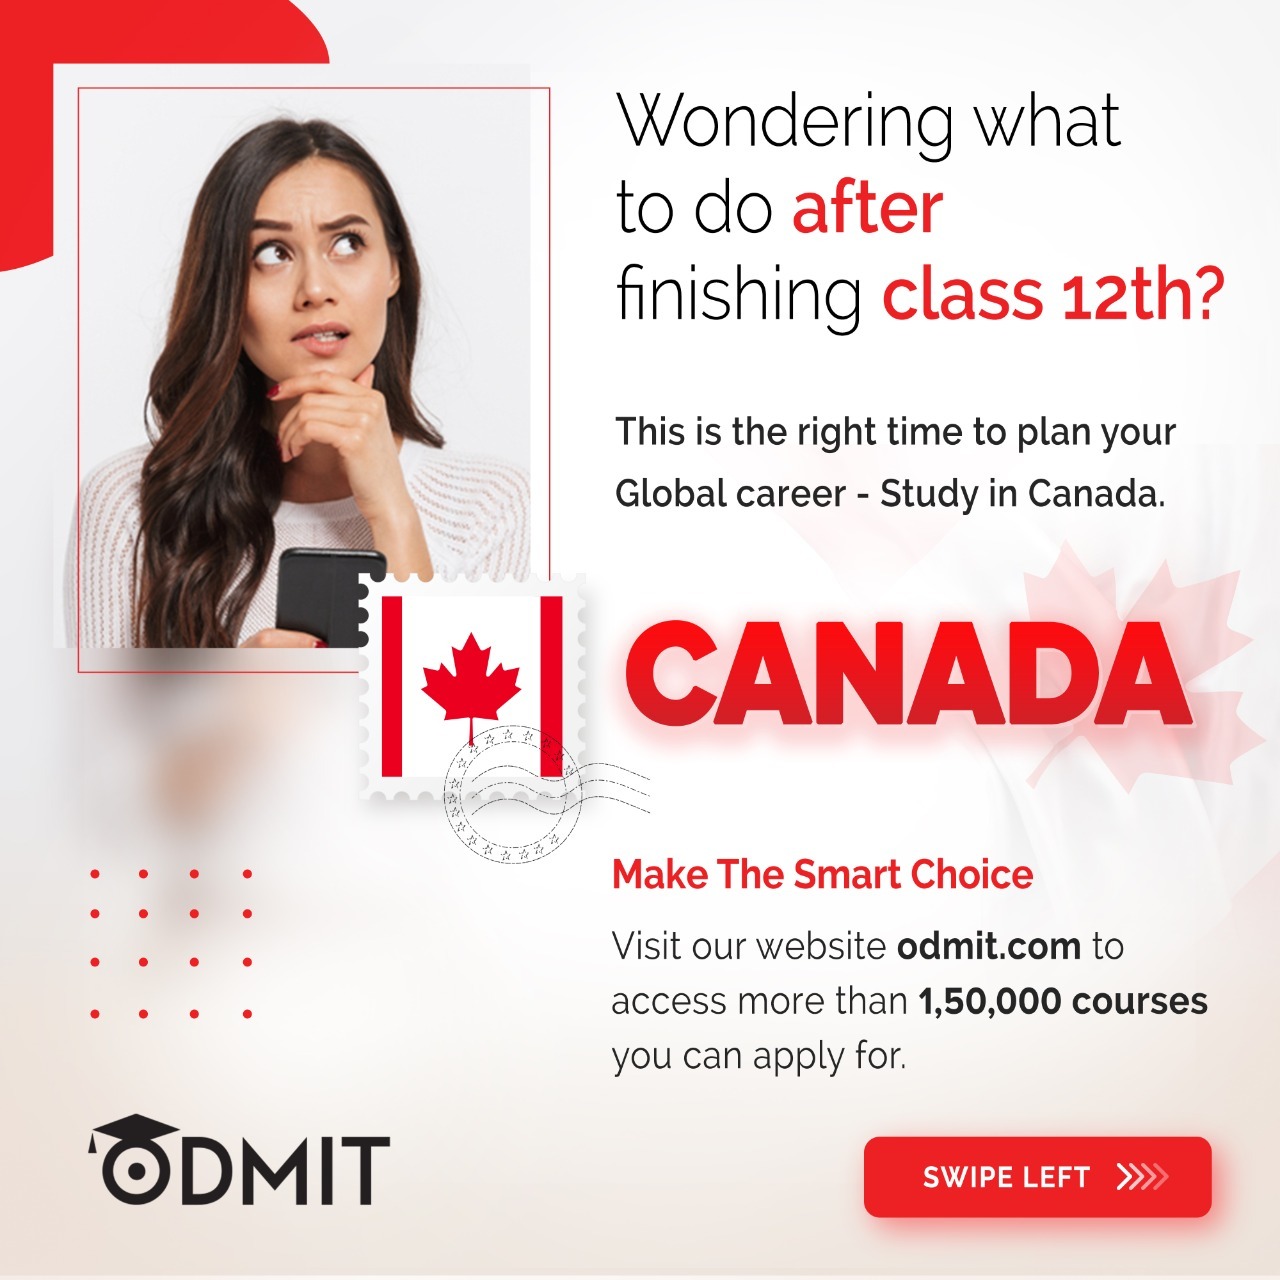 Wondering what
to do after
finishing class 12th?
This is the right time to plan your
Global career - Study in Canada.
CANADA
Make The Smart Choice
Visit our website odmit.com to
access more than 1,50,000 courses
you can apply for.
ODMIT
SWIPE LEFT